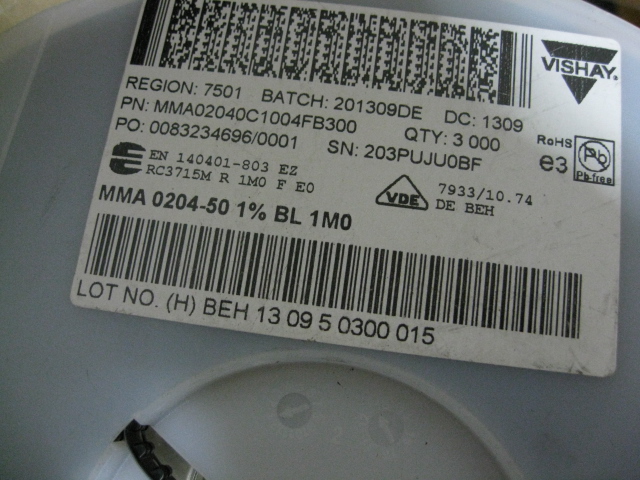 VISHAY
REGION: 7501 BATCH: 201309DE DC: 1309
PN: MMA02040C1004FB300 QTY: 3 000
PO: 0083234696/0001 SN: 203PUJU0BF
RoHS
e3
Pb
Pb-free
EN 140401-803 EZ
RC3715M R 1M0 F E0
VDE
7933/10.74
DE BEH
MMA 0204-50 1% BL 1M0
LOT NO. (H) BEH 13 09 5 0300 015